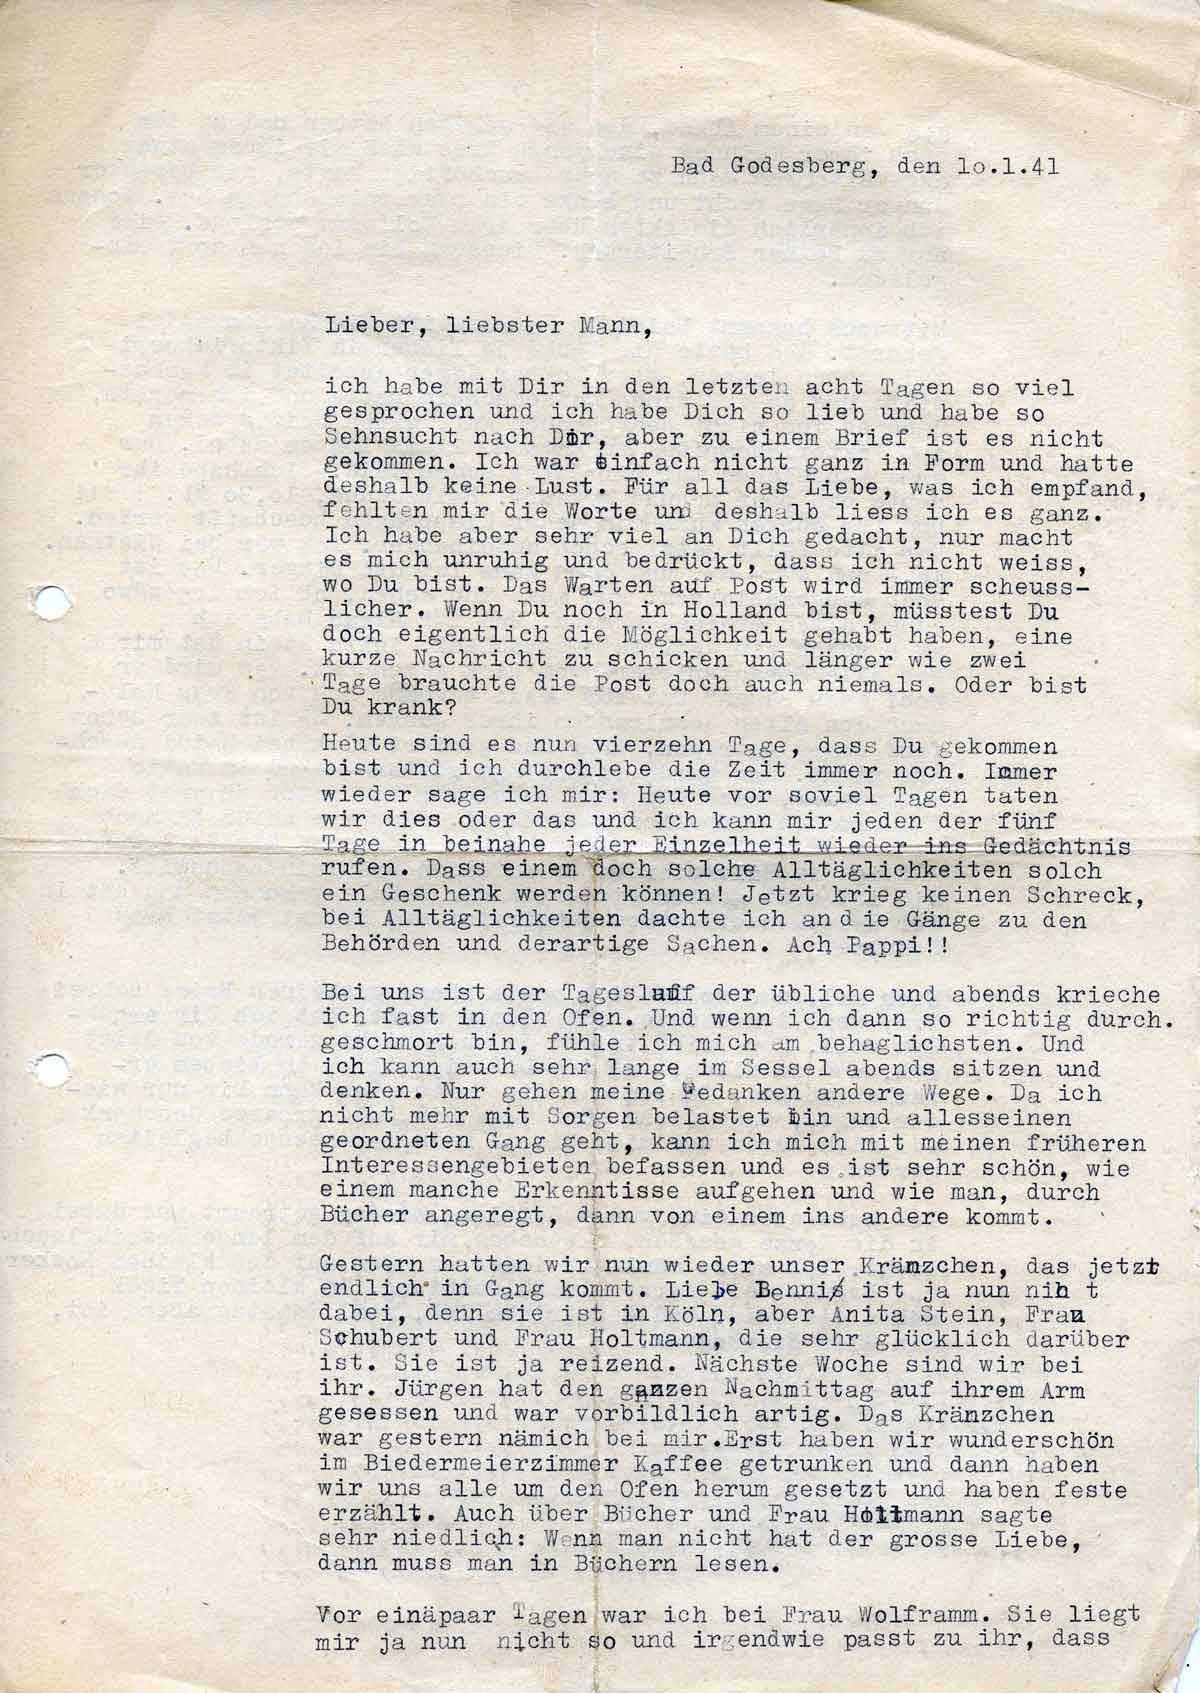 Bad Godesberg, den lo.1.41
Lieber, liebster Mann,
ich habe mit Dir in den letzten acht Tagen so viel
gesprochen und ich habe Dich so lieb und habe so
Sehnsucht nach Dir, aber zu einem Brief ist es nicht
gekommen. Ich war einfach nicht ganz in Form und hatte
deshalb keine Lust. Für all das Liebe, was ich empfand,
fehlten mir die Worte und deshalb liess ich es ganz.
Ich habe aber sehr viel an Dich gedacht, nur macht
es mich unruhig und bedrückt, dass ich nicht weiss,
wo Du bist. Das Warten auf Post wird immer scheuss-
licher. Wenn Du noch in Holland bist, müsstest Du
doch eigentlich die Möglichkeit gehabt haben, eine
kurze Nachricht zu schicken und länger wie zwei
Tage brauchte die Post doch auch niemals. Oder bist
Du krank?
Heute sind es nun vierzehn Tage, dass Du gekommen
bist und ich durchlebe die Zeit immer noch. Immer
wieder sage ich mir: Heute vor soviel Tagen taten
wir dies oder das und ich kann mir jeden der fünf
Tage in beinahe jeder Einzelheit wieder ins Gedächtnis
rufen. Dass einem doch solche Alltäglichkeiten solch
ein Geschenk werden können! Jetzt krieg keinen Schreck,
bei Alltäglichkeiten dachte ich an d ie Gänge zu den
Behörden und derartige Sachen. Ach Pappi!!
Bei uns ist der Tageslauf der übliche und abends krieche
ich fast in den Ofen. Und wenn ich dann so richtig durch.
geschmort bin, fühle ich mich am behaglichsten. Und
ich kann auch sehr lange im Sessel abends sitzen und
denken. Nur gehen meine Gedanken andere Wege. Da ich
nicht mehr mit Sorgen belastet bin und allesseinen
geordneten Gang geht, kann ich mich mit meinen früheren
Interessengebieten befassen und es ist sehr schön, wie
einem manche Erkenntisse aufgehen und wie man, durch
Bücher angeregt, dann von einem ins andere kommt.
Gestern hatten wir nun wieder unser Kränzchen, das jetzt
endlich in Gang kommt. Liebe Benni ist ja nun nih t
dabei, denn sie ist in Köln, aber Anita Stein, Frau
Schubert und Frau Holtmann, die sehr glücklich darüber
ist. Sie ist ja reizend. Nächste Woche sind wir bei
ihr. Jürgen hat den ganzen Nachmittag auf ihrem Arm
gesessen und war vorbildlich artig. Das Kränzchen
war gestern nämich bei mir.Erst haben wir wunderschön
im Biedermeierzimmer Kaffee getrunken und dann haben
wir uns alle um den Ofen herum gesetzt und haben feste
erzählt. Auch über Bücher und Frau Holtmann sagte
sehr niedlich: Wenn man nicht hat der grosse Liebe,
dann muss man in Büchern lesen.
Vor einäpaar Tagen war ich bei Frau Wolframm. Sie liegt
mir ja nun nicht so und irgendwie passt zu ihr, dass